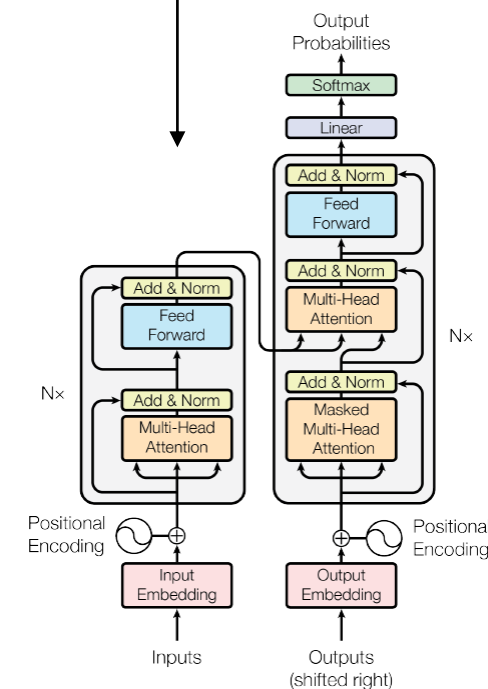 Output
Probabilities
Softmax
Linear
Add & Norm
Feed
Forward
Add & Norm
Multi-Head
Attention
N×
Add & Norm
Masked
Multi-Head
Attention
Add & Norm
Feed
Forward
N×
Add & Norm
Multi-Head
Attention
Positional
Encoding
Positional
Encoding
Input
Embedding
Output
Embedding
Inputs
Outputs
(shifted right)